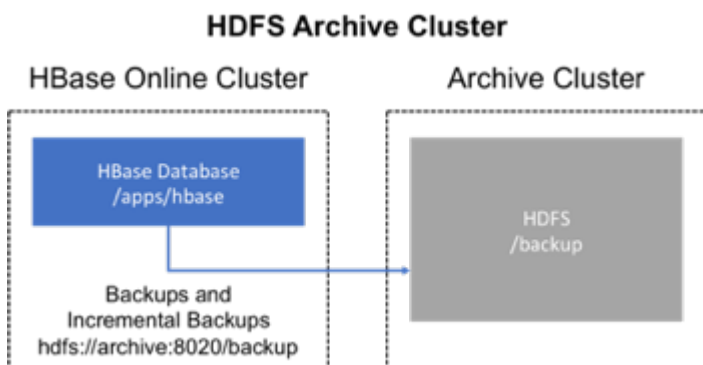 HDFS Archive Cluster
HBase Online Cluster
Archive Cluster
HBase Database
/apps/hbase
HDFS
/backup
Backups and
Incremental Backups
hdfs://archive:8020/backup